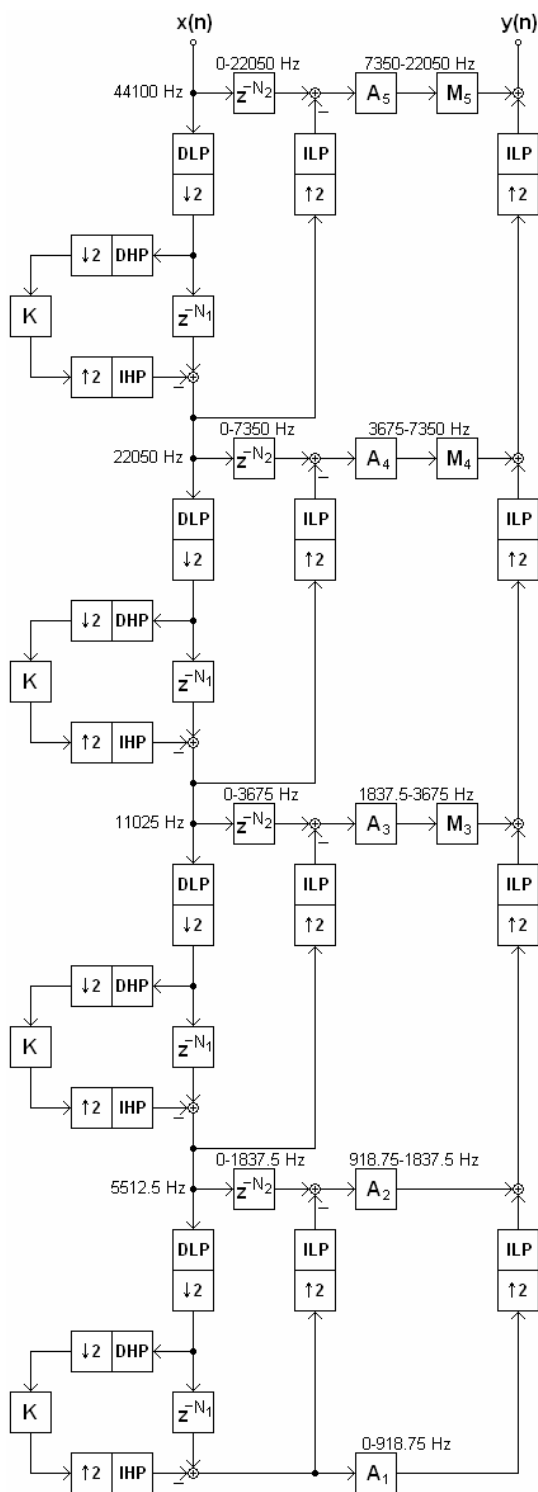 x(n) y(n)
0-22050 Hz 7350-22050 Hz
44100 Hz z^-N₂ A₅ M₅
−
DLP ILP ILP
↓2 ↑2 ↑2
↓2 DHP
K z^-N₁
↑2 IHP −
0-7350 Hz 3675-7350 Hz
22050 Hz z^-N₂ A₄ M₄
−
DLP ILP ILP
↓2 ↑2 ↑2
↓2 DHP
K z^-N₁
↑2 IHP −
0-3675 Hz 1837.5-3675 Hz
11025 Hz z^-N₂ A₃ M₃
−
DLP ILP ILP
↓2 ↑2 ↑2
↓2 DHP
K z^-N₁
↑2 IHP −
0-1837.5 Hz 918.75-1837.5 Hz
5512.5 Hz z^-N₂ A₂
−
DLP ILP ILP
↓2 ↑2 ↑2
↓2 DHP
K z^-N₁
0-918.75 Hz
↑2 IHP − A₁